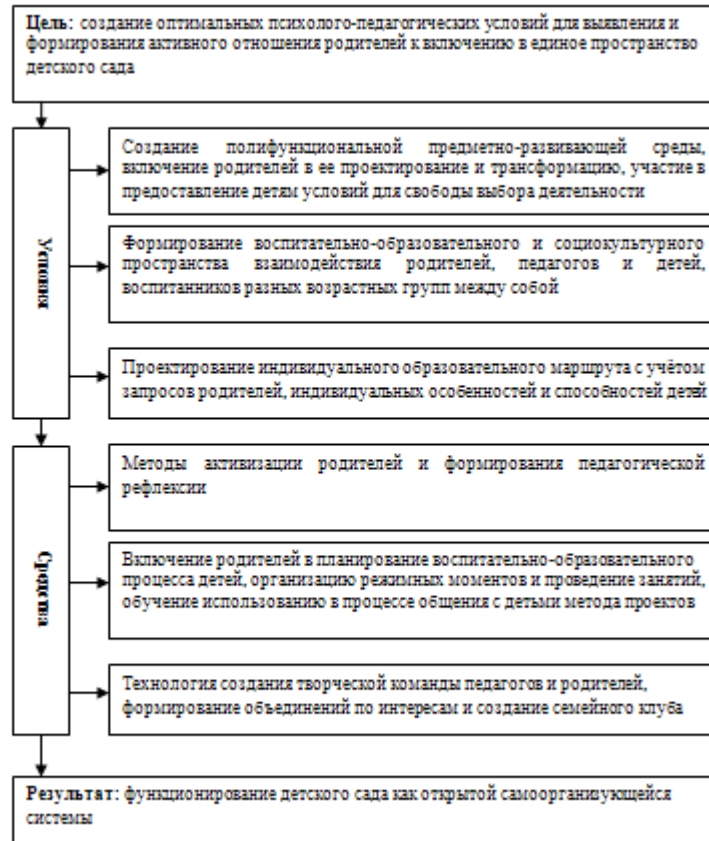 Цель: создание оптимальных психолого-педагогических условий для выявления и
формирования активного отношения родителей к включению в единое пространство
детского сада
Условия
Создание полифункциональной предметно-развивающей среды,
включение родителей в ее проектирование и трансформацию, участие в
предоставление детям условий для свободы выбора деятельности
Формирование воспитательно-образовательного и социокультурного
пространства взаимодействия родителей, педагогов и детей,
воспитанников разных возрастных групп между собой
Проектирование индивидуального образовательного маршрута с учётом
запросов родителей, индивидуальных особенностей и способностей детей
Средства
Методы активизации родителей и формирования педагогической
рефлексии
Включение родителей в планирование воспитательно-образовательного
процесса детей, организацию режимных моментов и проведение занятий,
обучение использованию в процессе общения с детьми метода проектов
Технология создания творческой команды педагогов и родителей,
формирование объединений по интересам и создание семейного клуба
Результат: функционирование детского сада как открытой самоорганизующейся
системы